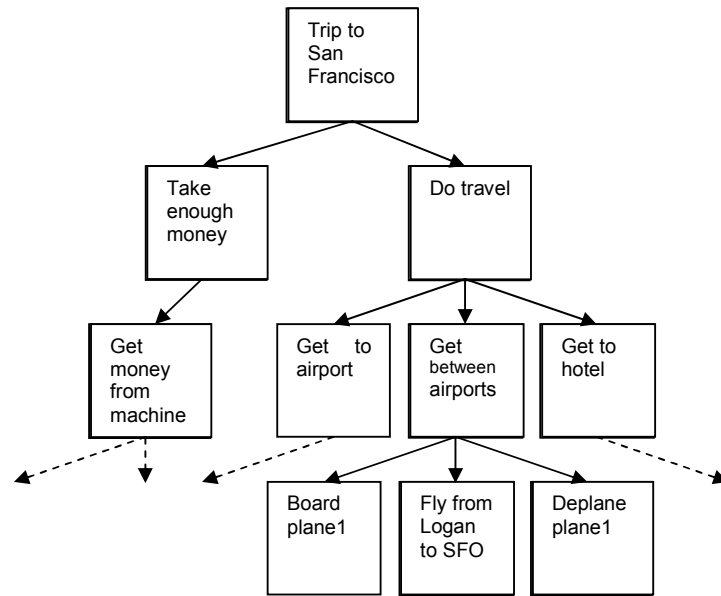 Trip to
San
Francisco
Take
enough
money
Do travel
Get
money
from
machine
Get to
airport
Get
between
airports
Get to
hotel
Board
plane1
Fly from
Logan
to SFO
Deplane
plane1